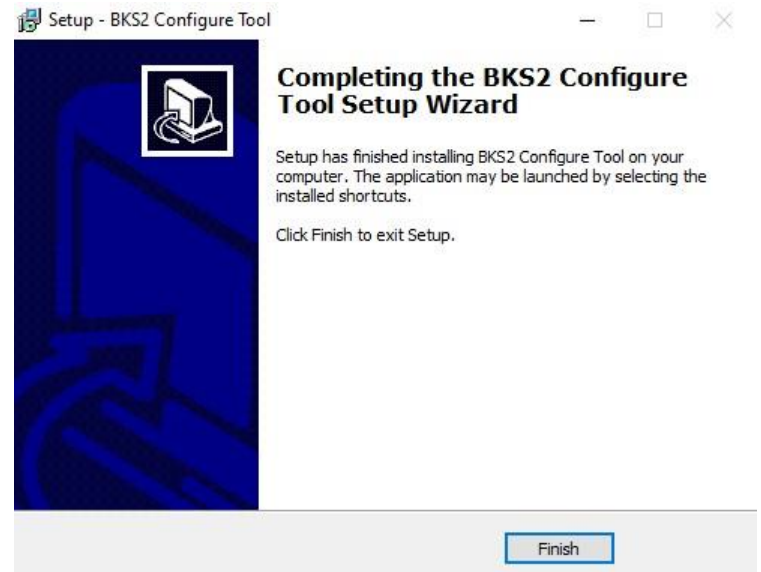 Setup - BKS2 Configure Tool
Completing the BKS2 Configure
Tool Setup Wizard
Setup has finished installing BKS2 Configure Tool on your
computer. The application may be launched by selecting the
installed shortcuts.
Click Finish to exit Setup.
Finish